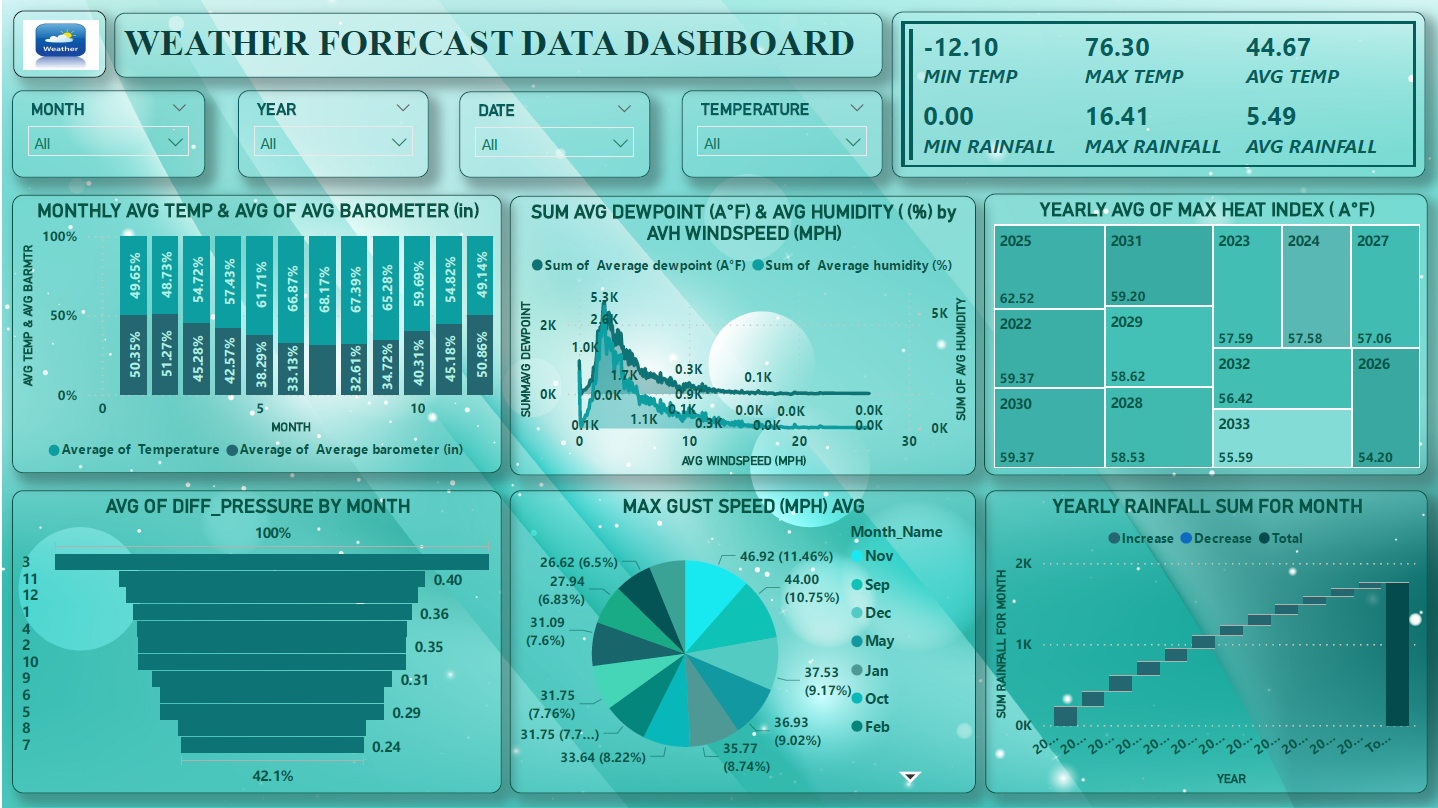 Weather
WEATHER FORECAST DATA DASHBOARD
-12.10
MIN TEMP
76.30
MAX TEMP
44.67
AVG TEMP
0.00
MIN RAINFALL
16.41
MAX RAINFALL
5.49
AVG RAINFALL
MONTH
All
YEAR
All
DATE
All
TEMPERATURE
All
MONTHLY AVG TEMP & AVG OF AVG BAROMETER (in)
AVG TEMP & AVG BARMTR
100%
50%
0%
49.65%
48.73%
54.72%
57.43%
61.71%
66.87%
68.17%
67.39%
65.28%
59.69%
54.82%
49.14%
50.35%
51.27%
45.28%
42.57%
38.29%
33.13%
32.61%
34.72%
40.31%
45.18%
50.86%
0
5
10
MONTH
Average of Temperature
Average of Average barometer (in)
SUM AVG DEWPOINT (A°F) & AVG HUMIDITY ( (%) by
AVH WINDSPEED (MPH)
Sum of Average dewpoint (A°F)
Sum of Average humidity (%)
SUMMAVG DEWPOINT
2K
0K
5.3K
2.6K
1.0K
1.7K
0.3K
0.1K
0.0K
0.9K
0.1K
0.0K
0.0K
0.0K
0.1K
1.1K
0.3K
0.0K
0.0K
5K
0K
SUM OF AVG HUMIDITY
0
10
20
30
AVG WINDSPEED (MPH)
YEARLY AVG OF MAX HEAT INDEX ( A°F)
2025
62.52
2022
59.37
2030
59.37
2031
59.20
2029
58.62
2028
58.53
2023
57.59
2024
57.58
2027
57.06
2032
56.42
2033
55.59
2026
54.20
AVG OF DIFF_PRESSURE BY MONTH
100%
3
11
0.40
12
1
0.36
4
2
0.35
10
9
0.31
6
5
0.29
8
7
0.24
42.1%
MAX GUST SPEED (MPH) AVG
46.92 (11.46%)
44.00
(10.75%)
37.53
(9.17%)
36.93
(9.02%)
35.77
(8.74%)
33.64 (8.22%)
31.75 (7.7...)
31.75
(7.76%)
31.09
(7.6%)
27.94
(6.83%)
26.62 (6.5%)
Month_Name
Nov
Sep
Dec
May
Jan
Oct
Feb
YEARLY RAINFALL SUM FOR MONTH
Increase
Decrease
Total
SUM RAINFALL FOR MONTH
2K
1K
0K
20...
20...
20...
20...
20...
20...
20...
20...
20...
20...
20...
To...
YEAR